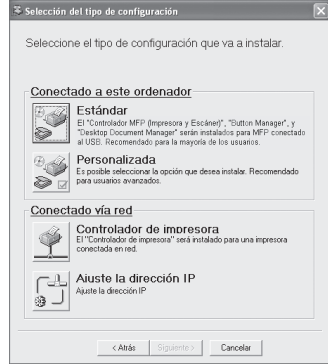 Selección del tipo de configuración
Seleccione el tipo de configuración que va a instalar.
Conectado a este ordenador
Estándar
El "Controlador MFP (Impresora y Escáner)", "Button Manager", y
"Desktop Document Manager" serán instalados para MFP conectado
al USB. Recomendado para la mayoría de los usuarios.
Personalizada
Es posible seleccionar la opción que desea instalar. Recomendado
para usuarios avanzados.
Conectado vía red
Controlador de impresora
El "Controlador de impresora" será instalado para una impresora
conectada en red.
Ajuste la dirección IP
Ajuste la dirección IP
< Atrás
Siguiente >
Cancelar